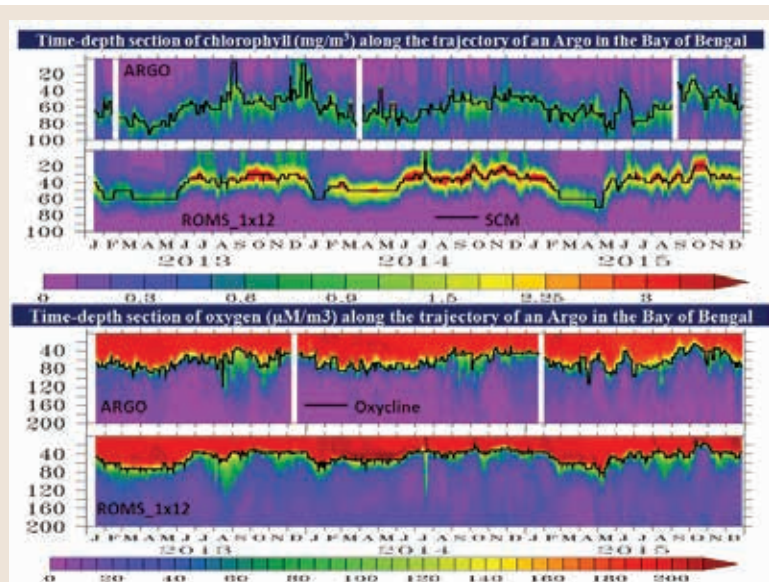 Time-depth section of chlorophyll (mg/m³) along the trajectory of an Argo in the Bay of Bengal
20
40
60
80
100
ARGO
20
40
60
80
100
ROMS_1x12
SCM
J F M A M J J A S O N D J F M A M J J A S O N D J F M A M J J A S O N D
2013 2014 2015
0 0.3 0.6 0.9 1.5 2.25 3
Time-depth section of oxygen (µM/m3) along the trajectory of an Argo in the Bay of Bengal
40
80
120
160
200
ARGO
Oxycline
40
80
120
160
200
ROMS_1x12
J F M A M J J A S O N D J F M A M J J A S O N D J F M A M J J A S O N D
2013 2014 2015
0 20 40 60 80 100 120 140 160 180 200